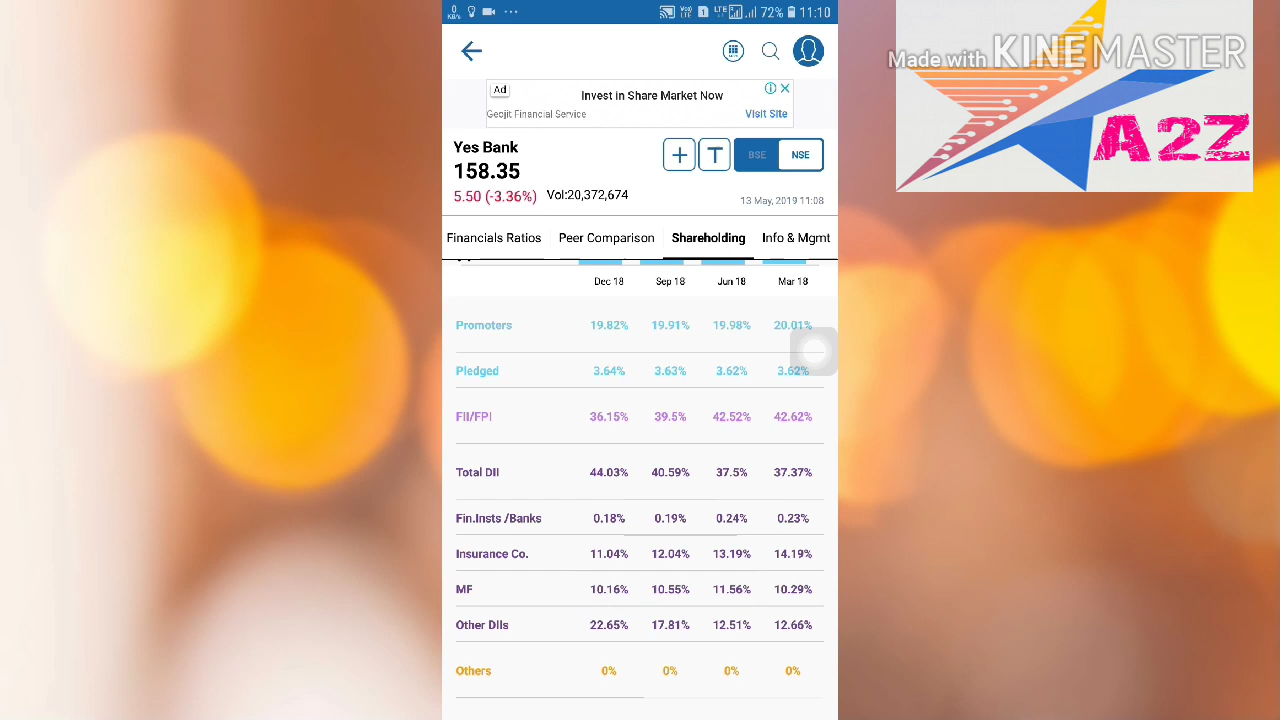 0
KB/s
Vo)
LTE
1
LTE
72%
11:10
Made with KINEMASTER
A2Z
Ad
Invest in Share Market Now
Geojit Financial Service
Visit Site
Yes Bank
158.35
5.50 (-3.36%) Vol:20,372,674
BSE NSE
13 May, 2019 11:08
Financials Ratios Peer Comparison Shareholding Info & Mgmt
Dec 18 Sep 18 Jun 18 Mar 18
Promoters 19.82% 19.91% 19.98% 20.01%
Pledged 3.64% 3.63% 3.62% 3.62%
FII/FPI 36.15% 39.5% 42.52% 42.62%
Total DII 44.03% 40.59% 37.5% 37.37%
Fin.Insts /Banks 0.18% 0.19% 0.24% 0.23%
Insurance Co. 11.04% 12.04% 13.19% 14.19%
MF 10.16% 10.55% 11.56% 10.29%
Other DIIs 22.65% 17.81% 12.51% 12.66%
Others 0% 0% 0% 0%